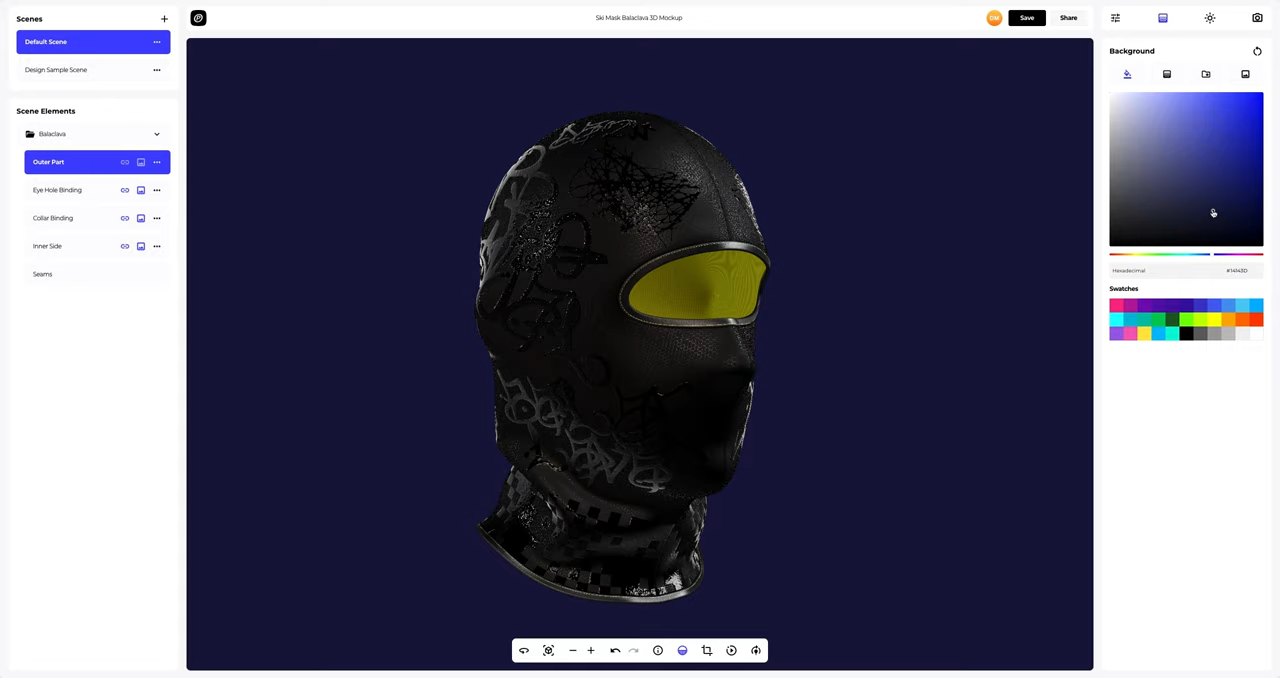 Scenes
Ski Mask Balaclava 3D Mockup
DM
Save
Share
Default Scene
Design Sample Scene
Background
Scene Elements
Balaclava
Outer Part
Eye Hole Binding
Collar Binding
Inner Side
Seams
Hexadecimal
#14143D
Swatches